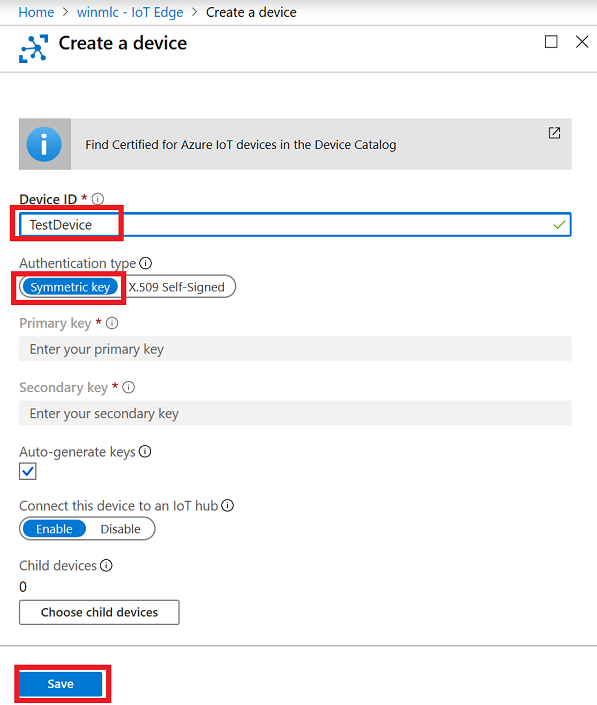 Home > winmlc - IoT Edge > Create a device
Create a device
Find Certified for Azure IoT devices in the Device Catalog
Device ID *
TestDevice
Authentication type
Symmetric key X.509 Self-Signed
Primary key *
Enter your primary key
Secondary key *
Enter your secondary key
Auto-generate keys
Connect this device to an IoT hub
Enable Disable
Child devices
0
Choose child devices
Save